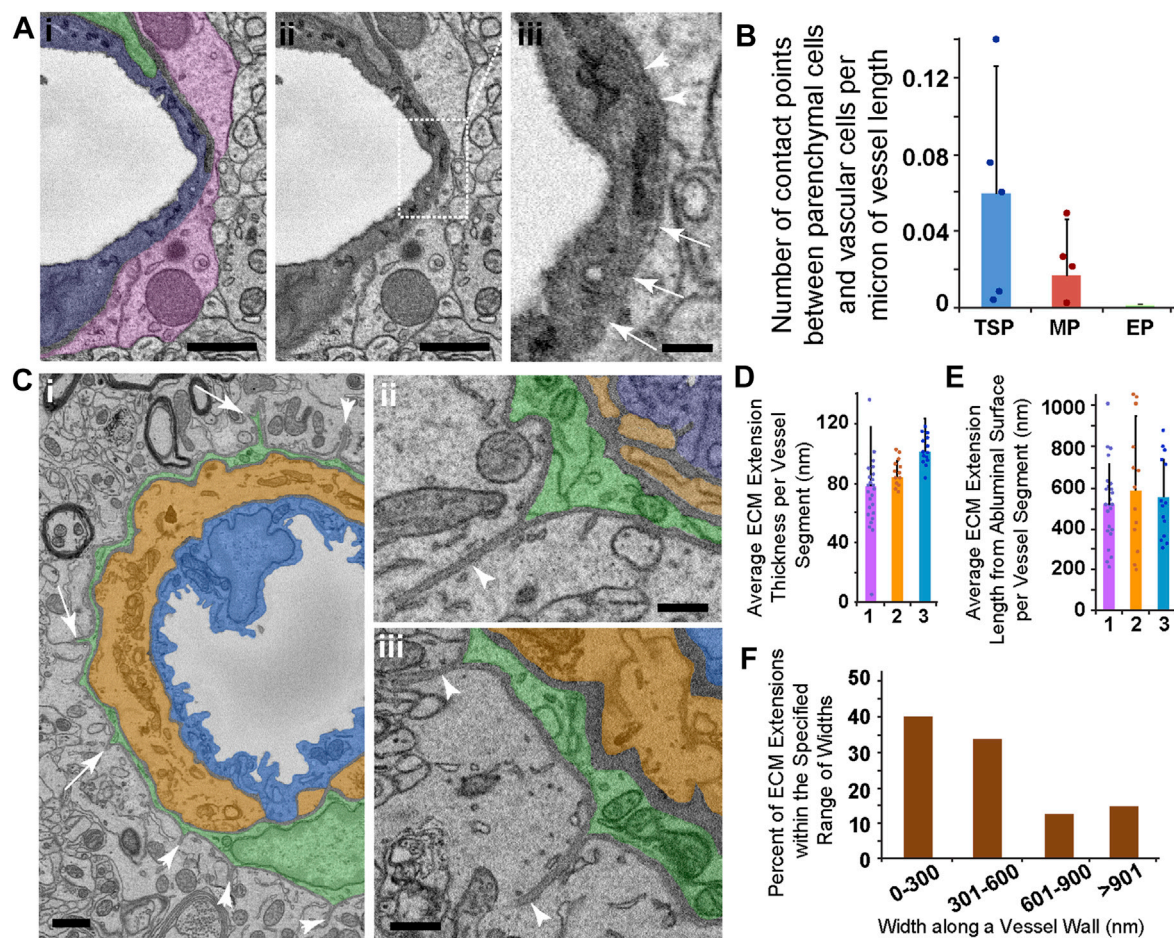 A
i
ii
iii
B
Number of contact points
between parenchymal cells
and vascular cells per
micron of vessel length
0.12
0.08
0.04
0
TSP
MP
EP
C
i
ii
iii
D
Average ECM Extension
Thickness per Vessel
Segment (nm)
120
80
40
0
1 2 3
E
Average ECM Extension
Length from Abluminal Surface
per Vessel Segment (nm)
1000
800
600
400
200
0
1 2 3
F
Percent of ECM Extensions
within the Specified
Range of Widths
50
40
30
20
10
0
0-300
301-600
601-900
>901
Width along a Vessel Wall (nm)